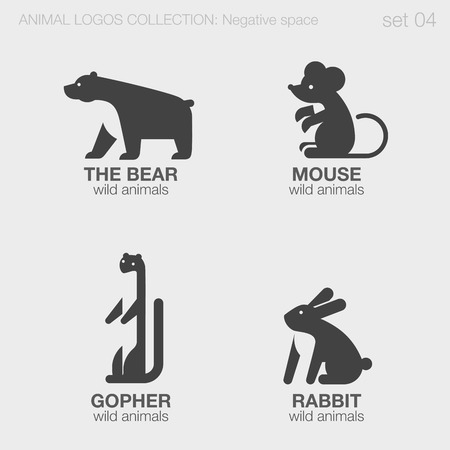 ANIMAL LOGOS COLLECTION: Negative space
set 04
THE BEAR
wild animals
MOUSE
wild animals
GOPHER
wild animals
RABBIT
wild animals